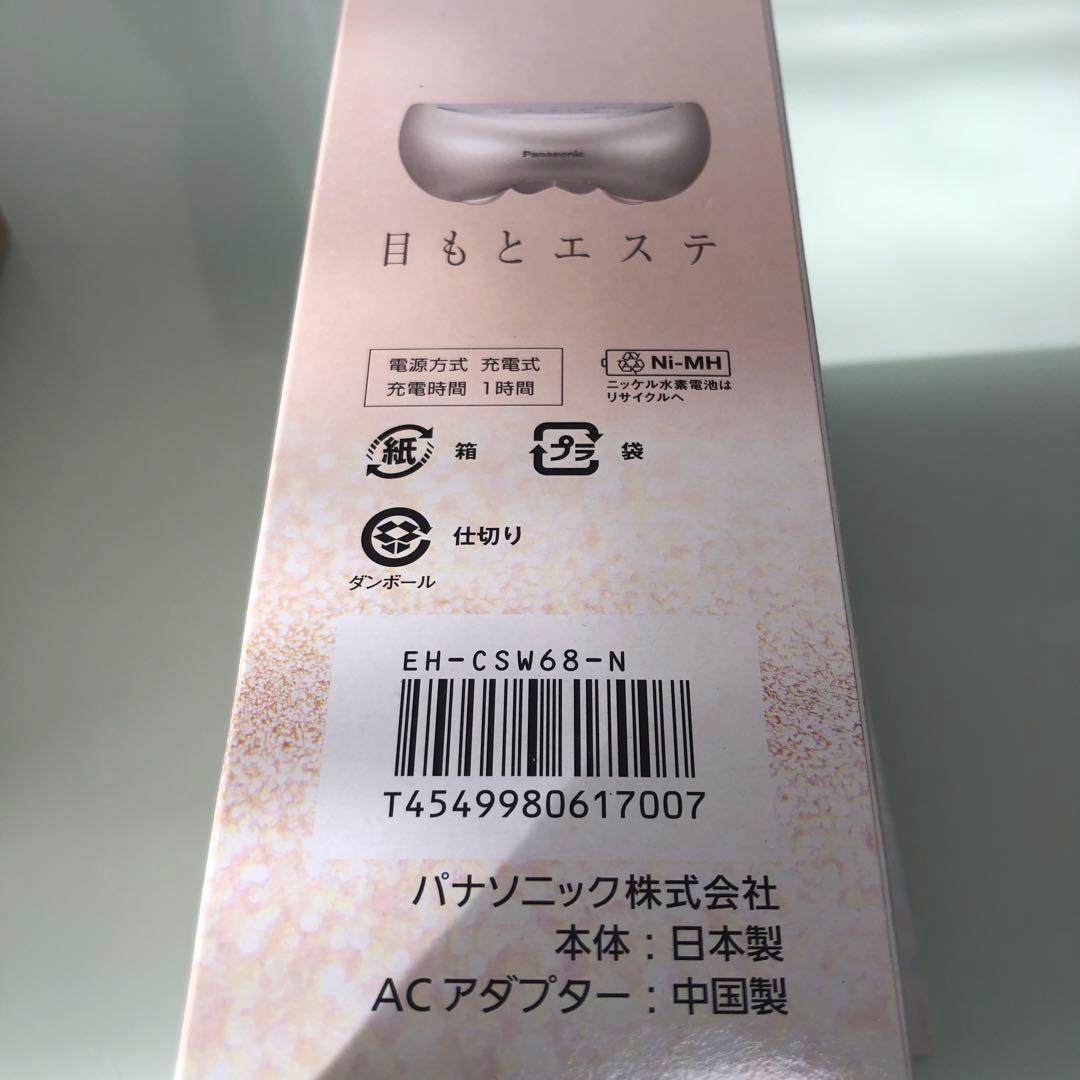 Panasonic
目もとエステ
電源方式 充電式
充電時間 1時間
Ni-MH
ニッケル水素電池は
リサイクルへ
紙 箱
プラ 袋
仕切り
ダンボール
EH-CSW68-N
T4549980617007
パナソニック株式会社
本体:日本製
ACアダプター:中国製